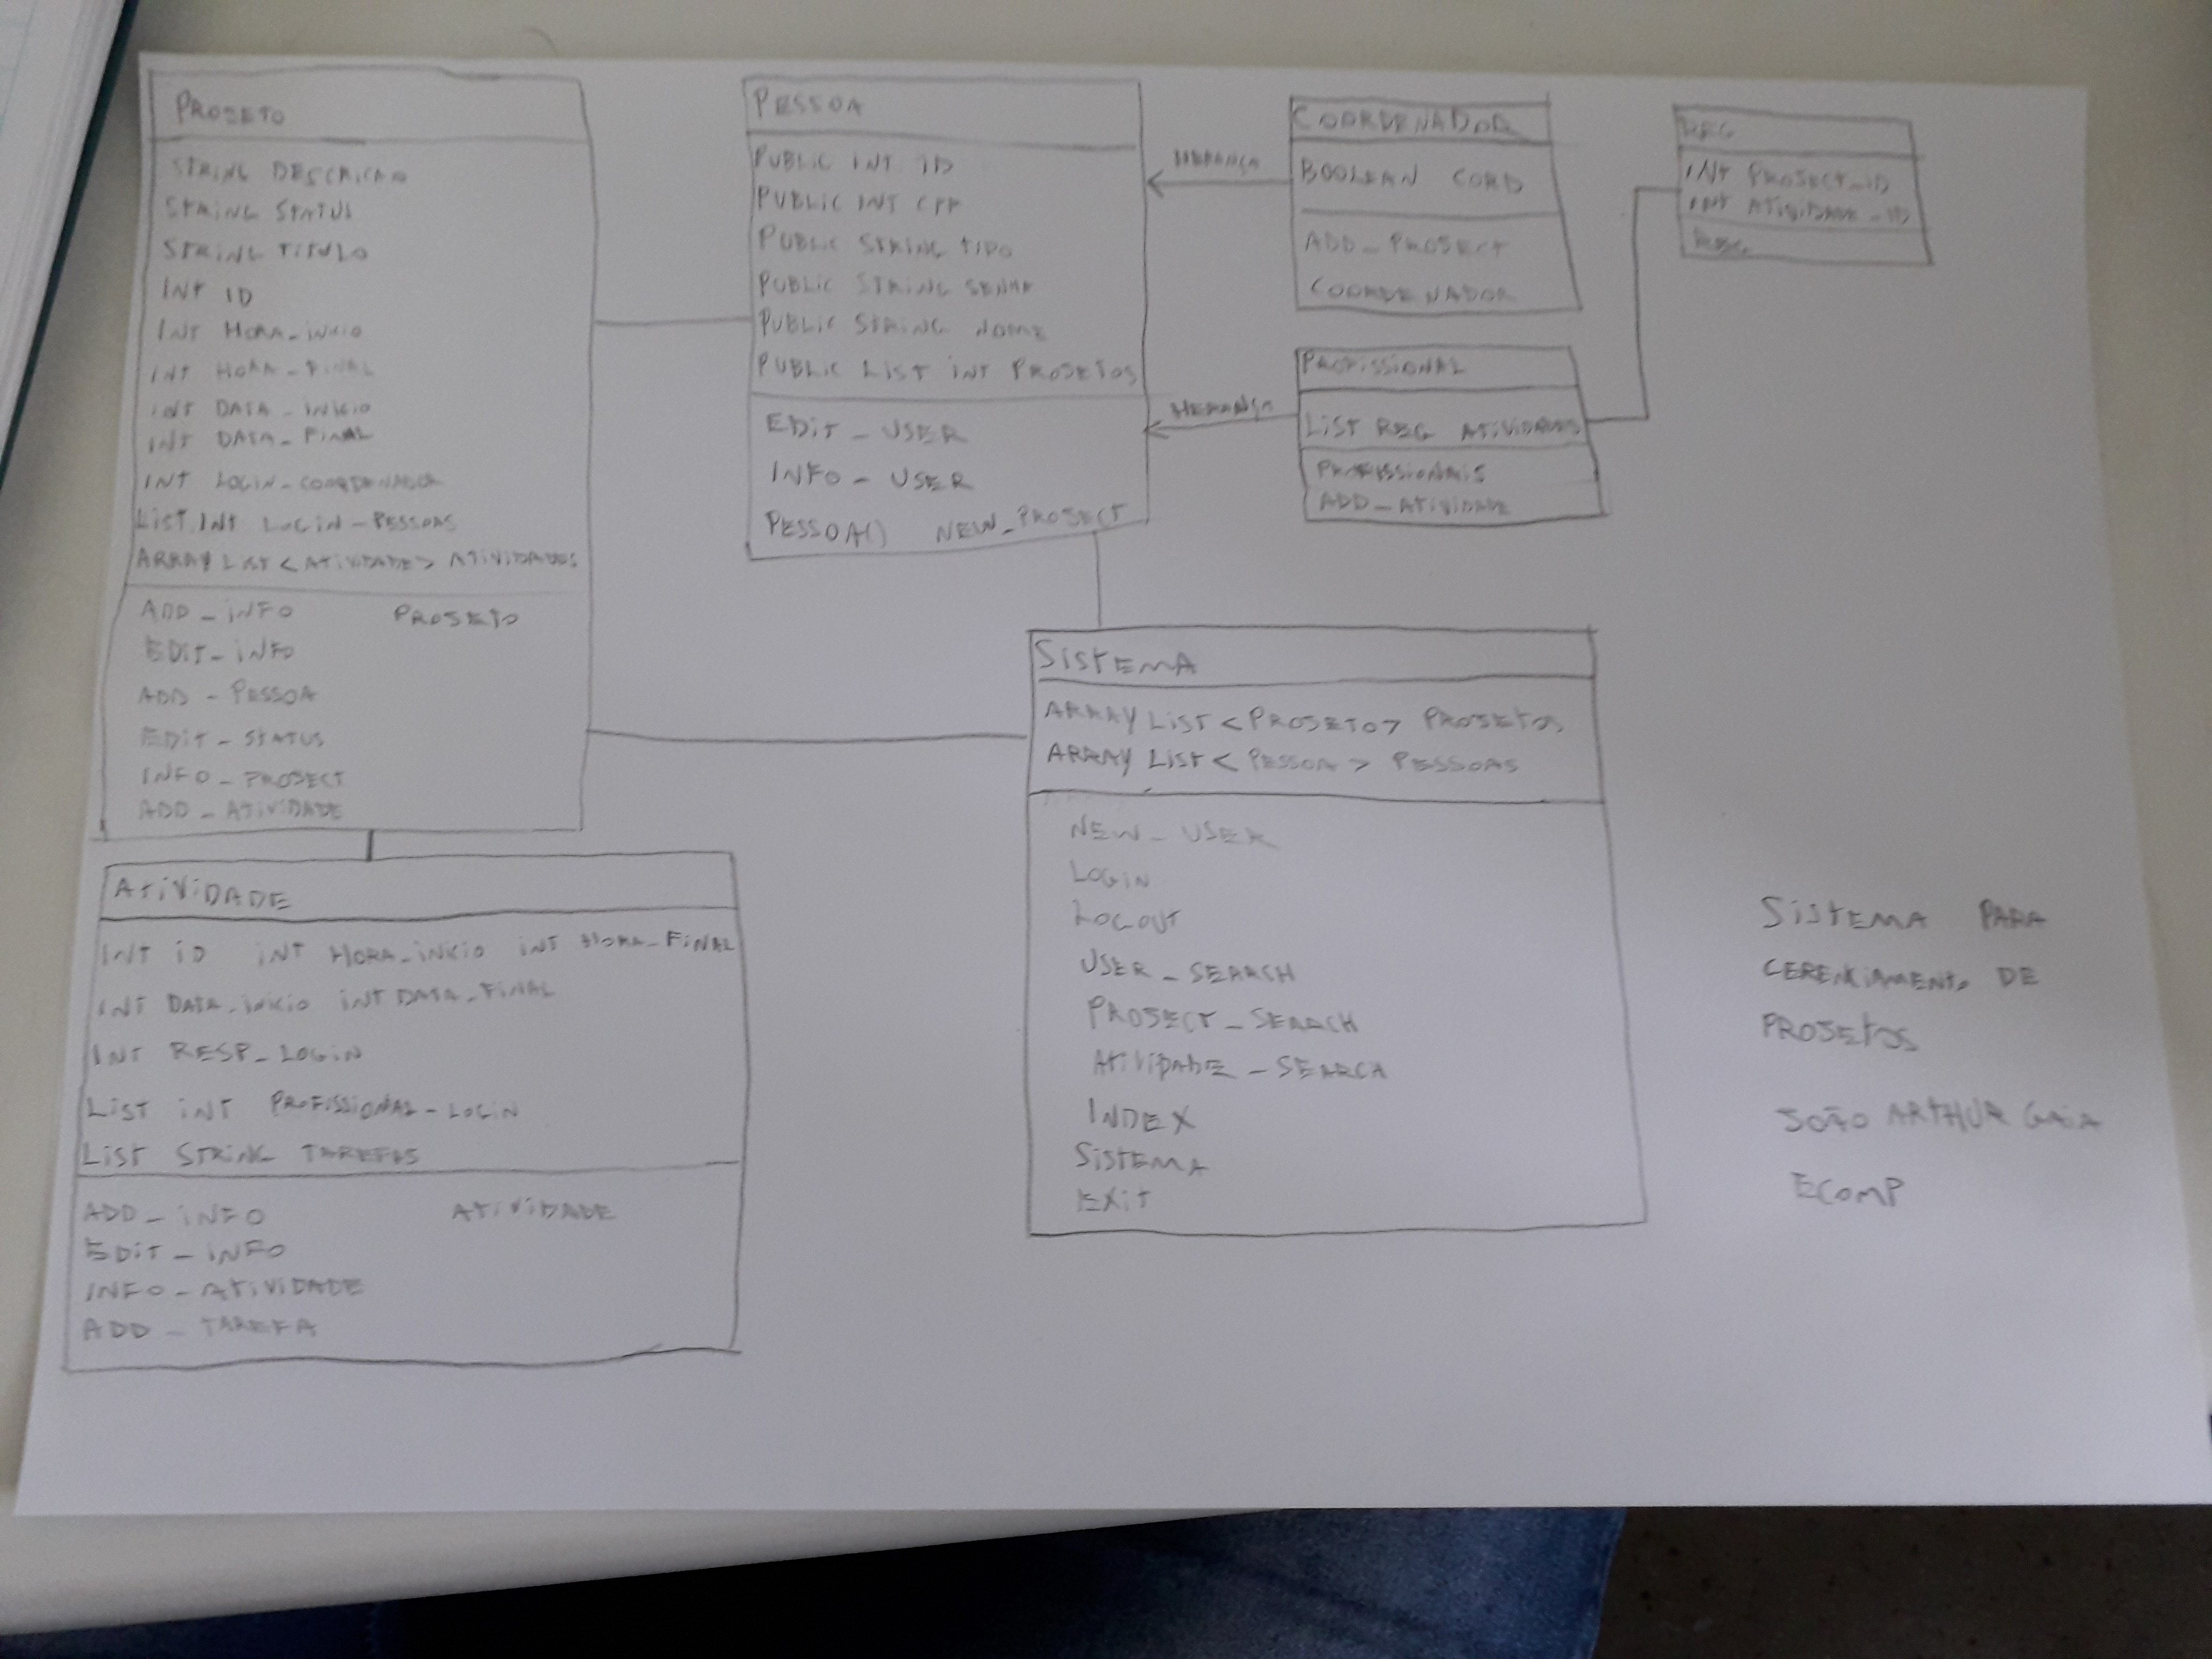 PROJETO
STRING DESCRICAO
STRING STATUS
STRING TITULO
INT ID
INT HORA_INICIO
INT HORA_FINAL
INT DATA_INICIO
INT DATA_FINAL
INT LOGIN_COORDENADOR
LIST INT LOGIN_PESSOAS
ARRAY LIST <ATIVIDADE> ATIVIDADES
ADD_INFO PROJETO
EDIT_INFO
ADD_PESSOA
EDIT_STATUS
INFO_PROJECT
ADD_ATIVIDADE
PESSOA
PUBLIC INT ID
PUBLIC INT CPF
PUBLIC STRING TIPO
PUBLIC STRING SENHA
PUBLIC STRING NOME
PUBLIC LIST INT PROJETOS
EDIT_USER
INFO_USER
PESSOA() NEW_PROJECT
HERANÇA
HERANÇA
COORDENADOR
BOOLEAN CORD
ADD_PROJECT
COORDENADOR
PROFISSIONAL
LIST REG ATIVIDADES
PROFISSIONAIS
ADD_ATIVIDADE
REG
INT PROJECT_ID
INT ATIVIDADE_ID
REG
ATIVIDADE
INT ID INT HORA_INICIO INT HORA_FINAL
INT DATA_INICIO INT DATA_FINAL
INT RESP_LOGIN
LIST INT PROFISSIONAL_LOGIN
LIST STRING TAREFAS
ADD_INFO ATIVIDADE
EDIT_INFO
INFO_ATIVIDADE
ADD_TAREFA
SISTEMA
ARRAY LIST <PROJETO> PROJETOS
ARRAY LIST <PESSOA> PESSOAS
NEW_USER
LOGIN
LOGOUT
USER_SEARCH
PROJECT_SEARCH
ATIVIDADE_SEARCH
INDEX
SISTEMA
EXIT
SISTEMA PARA
GERENCIAMENTO DE
PROJETOS
JOÃO ARTHUR GAIA
ECOMP